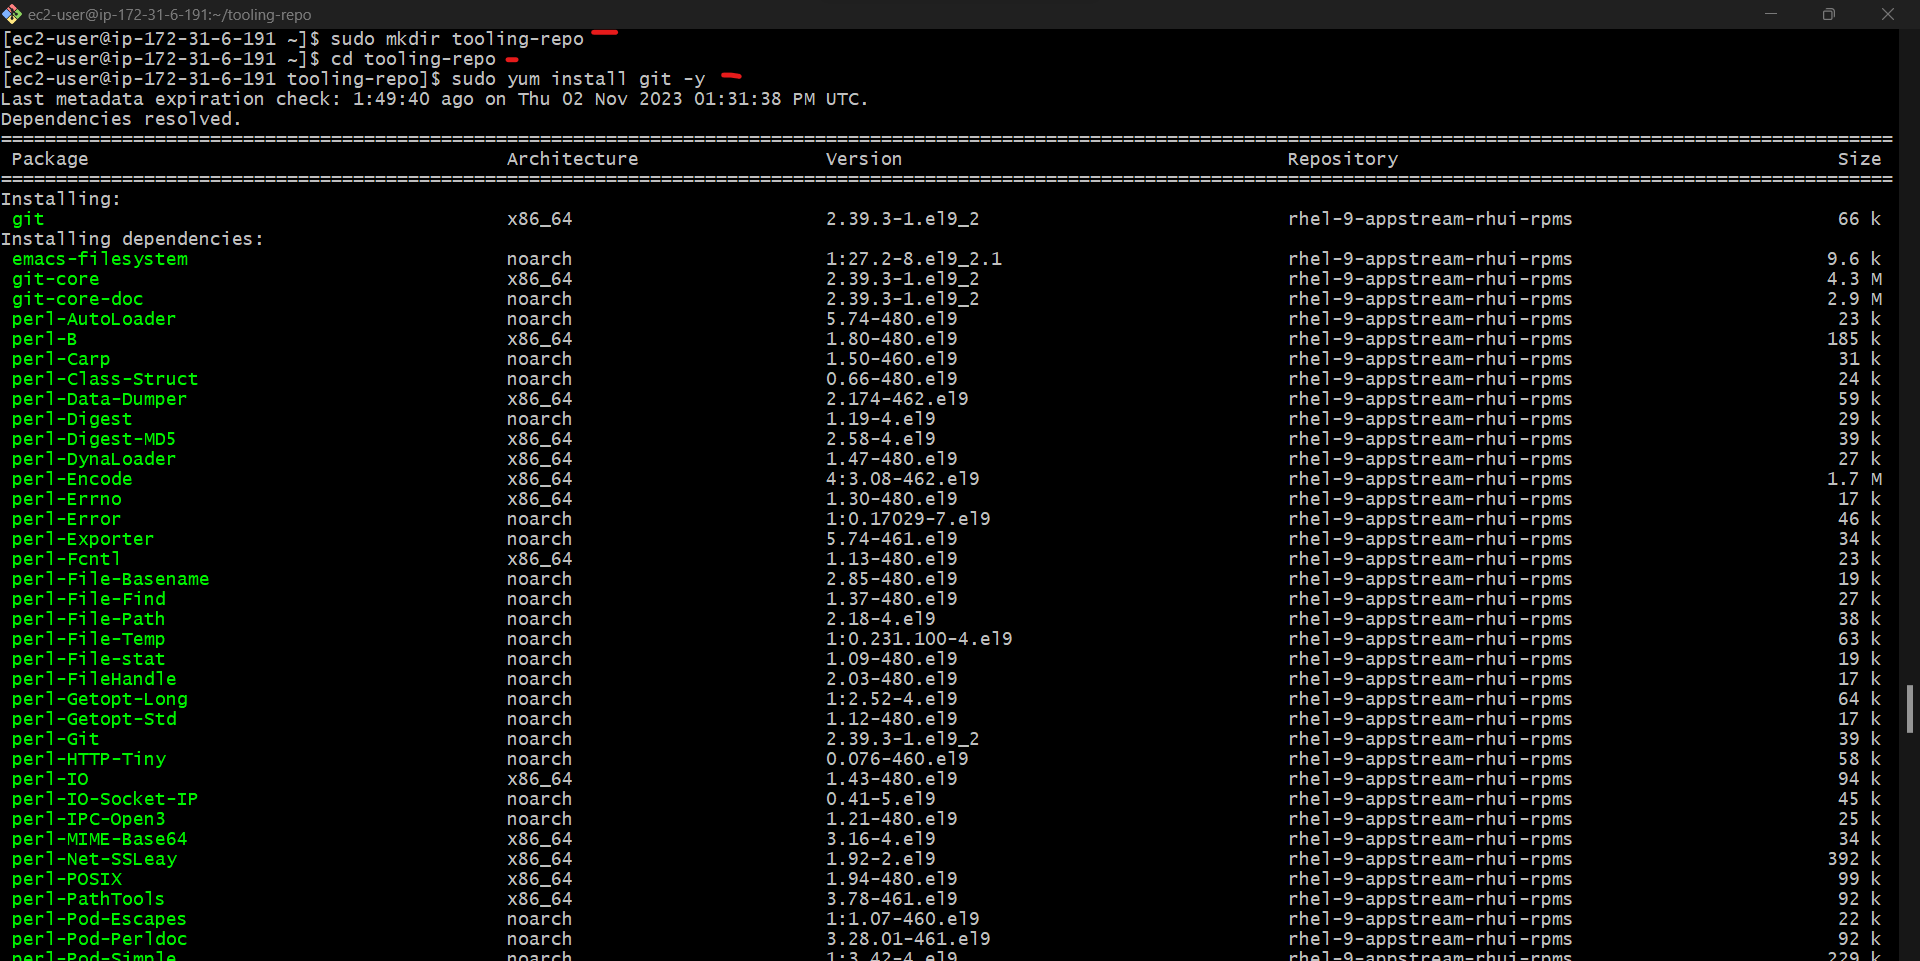 ec2-user@ip-172-31-6-191:~/tooling-repo
[ec2-user@ip-172-31-6-191 ~]$ sudo mkdir tooling-repo
[ec2-user@ip-172-31-6-191 ~]$ cd tooling-repo
[ec2-user@ip-172-31-6-191 tooling-repo]$ sudo yum install git -y
Last metadata expiration check: 1:49:40 ago on Thu 02 Nov 2023 01:31:38 PM UTC.
Dependencies resolved.
Package Architecture Version Repository Size
Installing:
git x86_64 2.39.3-1.el9_2 rhel-9-appstream-rhui-rpms 66 k
Installing dependencies:
emacs-filesystem noarch 1:27.2-8.el9_2.1 rhel-9-appstream-rhui-rpms 9.6 k
git-core x86_64 2.39.3-1.el9_2 rhel-9-appstream-rhui-rpms 4.3 M
git-core-doc noarch 2.39.3-1.el9_2 rhel-9-appstream-rhui-rpms 2.9 M
perl-AutoLoader noarch 5.74-480.el9 rhel-9-appstream-rhui-rpms 23 k
perl-B x86_64 1.80-480.el9 rhel-9-appstream-rhui-rpms 185 k
perl-Carp noarch 1.50-460.el9 rhel-9-appstream-rhui-rpms 31 k
perl-Class-Struct noarch 0.66-480.el9 rhel-9-appstream-rhui-rpms 24 k
perl-Data-Dumper x86_64 2.174-462.el9 rhel-9-appstream-rhui-rpms 59 k
perl-Digest noarch 1.19-4.el9 rhel-9-appstream-rhui-rpms 29 k
perl-Digest-MD5 x86_64 2.58-4.el9 rhel-9-appstream-rhui-rpms 39 k
perl-DynaLoader x86_64 1.47-480.el9 rhel-9-appstream-rhui-rpms 27 k
perl-Encode x86_64 4:3.08-462.el9 rhel-9-appstream-rhui-rpms 1.7 M
perl-Errno x86_64 1.30-480.el9 rhel-9-appstream-rhui-rpms 17 k
perl-Error noarch 1:0.17029-7.el9 rhel-9-appstream-rhui-rpms 46 k
perl-Exporter noarch 5.74-461.el9 rhel-9-appstream-rhui-rpms 34 k
perl-Fcntl x86_64 1.13-480.el9 rhel-9-appstream-rhui-rpms 23 k
perl-File-Basename noarch 2.85-480.el9 rhel-9-appstream-rhui-rpms 19 k
perl-File-Find noarch 1.37-480.el9 rhel-9-appstream-rhui-rpms 27 k
perl-File-Path noarch 2.18-4.el9 rhel-9-appstream-rhui-rpms 38 k
perl-File-Temp noarch 1:0.231.100-4.el9 rhel-9-appstream-rhui-rpms 63 k
perl-File-stat noarch 1.09-480.el9 rhel-9-appstream-rhui-rpms 19 k
perl-FileHandle noarch 2.03-480.el9 rhel-9-appstream-rhui-rpms 17 k
perl-Getopt-Long noarch 1:2.52-4.el9 rhel-9-appstream-rhui-rpms 64 k
perl-Getopt-Std noarch 1.12-480.el9 rhel-9-appstream-rhui-rpms 17 k
perl-Git noarch 2.39.3-1.el9_2 rhel-9-appstream-rhui-rpms 39 k
perl-HTTP-Tiny noarch 0.076-460.el9 rhel-9-appstream-rhui-rpms 58 k
perl-IO x86_64 1.43-480.el9 rhel-9-appstream-rhui-rpms 94 k
perl-IO-Socket-IP noarch 0.41-5.el9 rhel-9-appstream-rhui-rpms 45 k
perl-IPC-Open3 noarch 1.21-480.el9 rhel-9-appstream-rhui-rpms 25 k
perl-MIME-Base64 x86_64 3.16-4.el9 rhel-9-appstream-rhui-rpms 34 k
perl-Net-SSLeay x86_64 1.92-2.el9 rhel-9-appstream-rhui-rpms 392 k
perl-POSIX x86_64 1.94-480.el9 rhel-9-appstream-rhui-rpms 99 k
perl-PathTools x86_64 3.78-461.el9 rhel-9-appstream-rhui-rpms 92 k
perl-Pod-Escapes noarch 1:1.07-460.el9 rhel-9-appstream-rhui-rpms 22 k
perl-Pod-Perldoc noarch 3.28.01-461.el9 rhel-9-appstream-rhui-rpms 92 k
perl-Pod-Simple noarch 1:3.42-4.el9 rhel-9-appstream-rhui-rpms 229 k